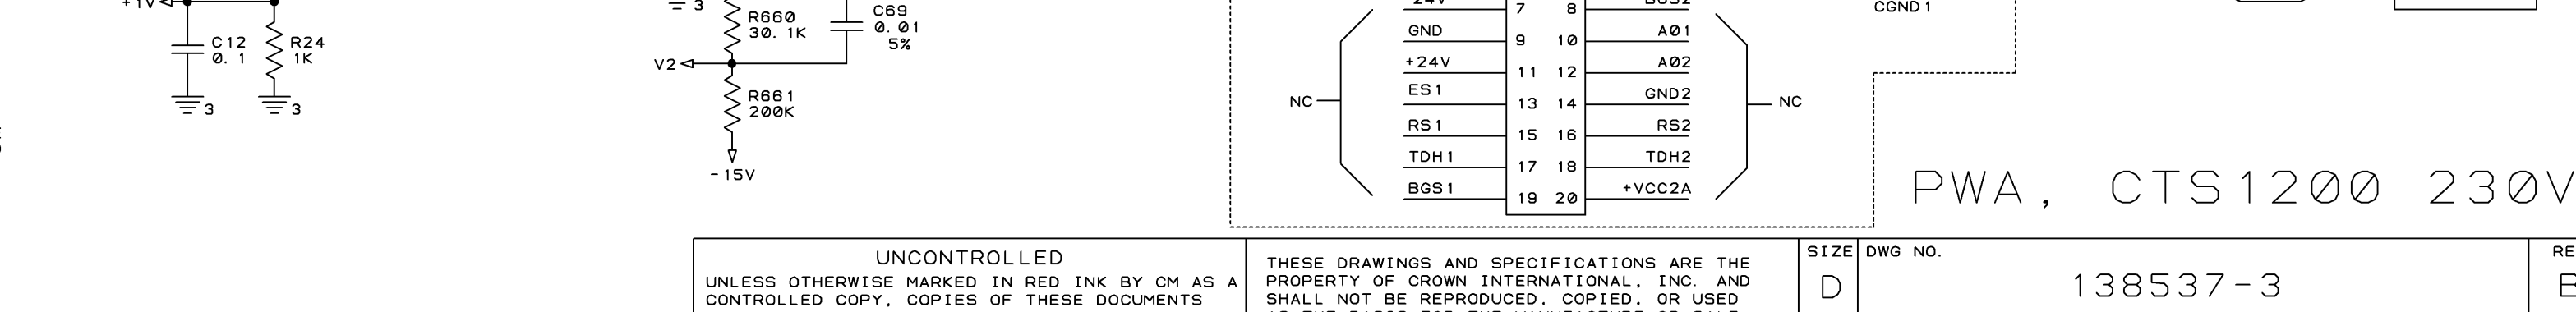 +1V
C12
0.1
R24
1K
3
3
3
R660
30.1K
C69
0.01
5%
V2
R661
200K
-15V
7 8
GND 9 10 A01
+24V 11 12 A02
ES1 13 14 GND2
RS1 15 16 RS2
TDH1 17 18 TDH2
BGS1 19 20 +VCC2A
NC
NC
CGND1
PWA, CTS1200 230V
UNCONTROLLED
UNLESS OTHERWISE MARKED IN RED INK BY CM AS A
CONTROLLED COPY, COPIES OF THESE DOCUMENTS
THESE DRAWINGS AND SPECIFICATIONS ARE THE
PROPERTY OF CROWN INTERNATIONAL, INC. AND
SHALL NOT BE REPRODUCED, COPIED, OR USED
SIZE
D
DWG NO.
138537-3